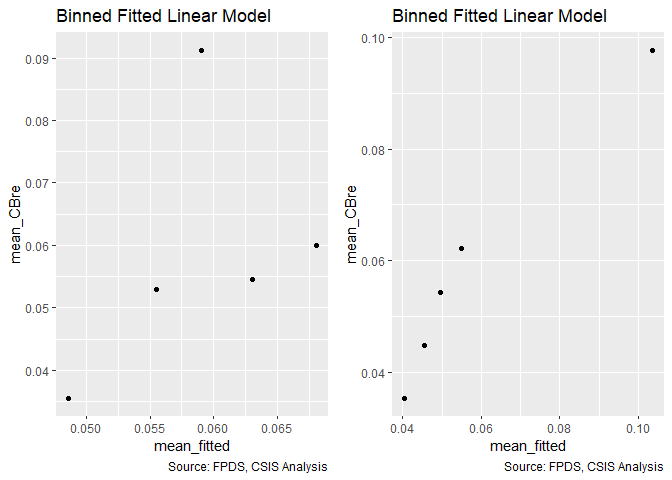 Binned Fitted Linear Model
mean_CBre
0.09
0.08
0.07
0.06
0.05
0.04
0.050 0.055 0.060 0.065
mean_fitted
Source: FPDS, CSIS Analysis
Binned Fitted Linear Model
mean_CBre
0.10
0.08
0.06
0.04
0.04 0.06 0.08 0.10
mean_fitted
Source: FPDS, CSIS Analysis